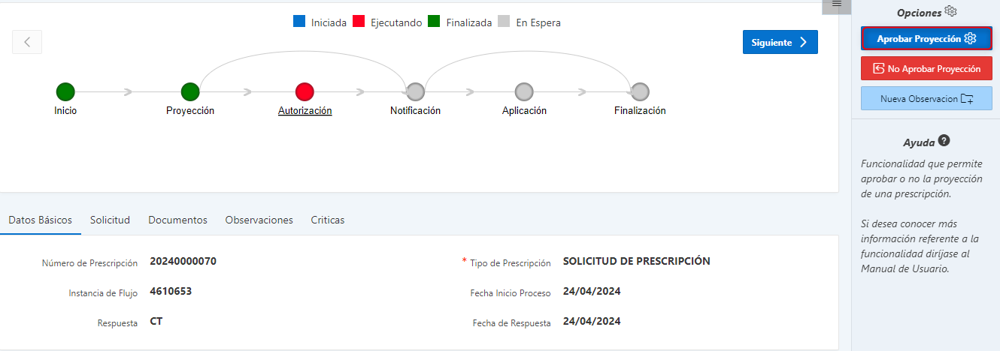 Iniciada Ejecutando Finalizada En Espera
Siguiente
Inicio Proyección Autorización Notificación Aplicación Finalización
Datos Básicos Solicitud Documentos Observaciones Criticas
Número de Prescripción 20240000070 * Tipo de Prescripción SOLICITUD DE PRESCRIPCIÓN
Instancia de Flujo 4610653 Fecha Inicio Proceso 24/04/2024
Respuesta CT Fecha de Respuesta 24/04/2024
Opciones
Aprobar Proyección
No Aprobar Proyección
Nueva Observacion
Ayuda
Funcionalidad que permite
aprobar o no la proyección
de una prescripción.
Si desea conocer más
información referente a la
funcionalidad diríjase al
Manual de Usuario.